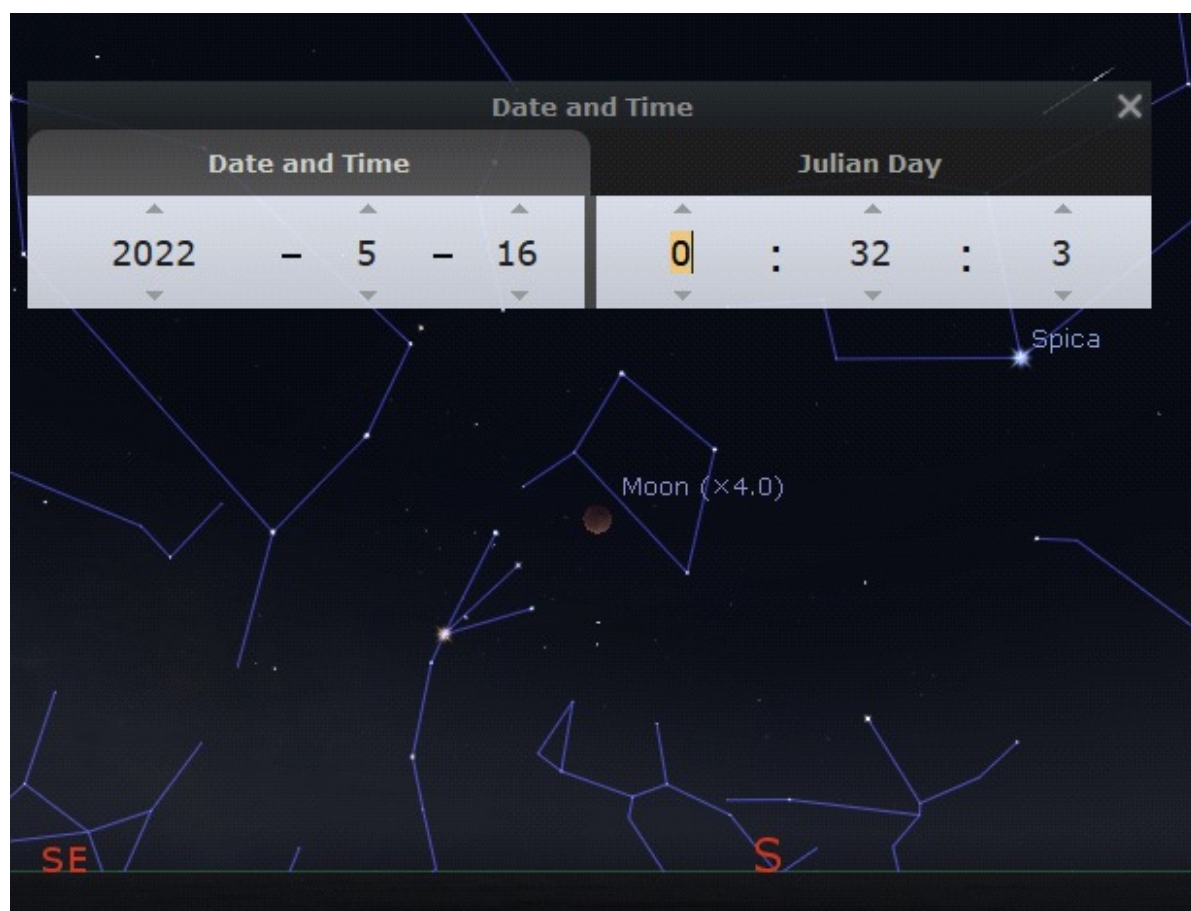 Date and Time
Date and Time Julian Day
2022 - 5 - 16 0 : 32 : 3
Spica
Moon (×4.0)
SE S